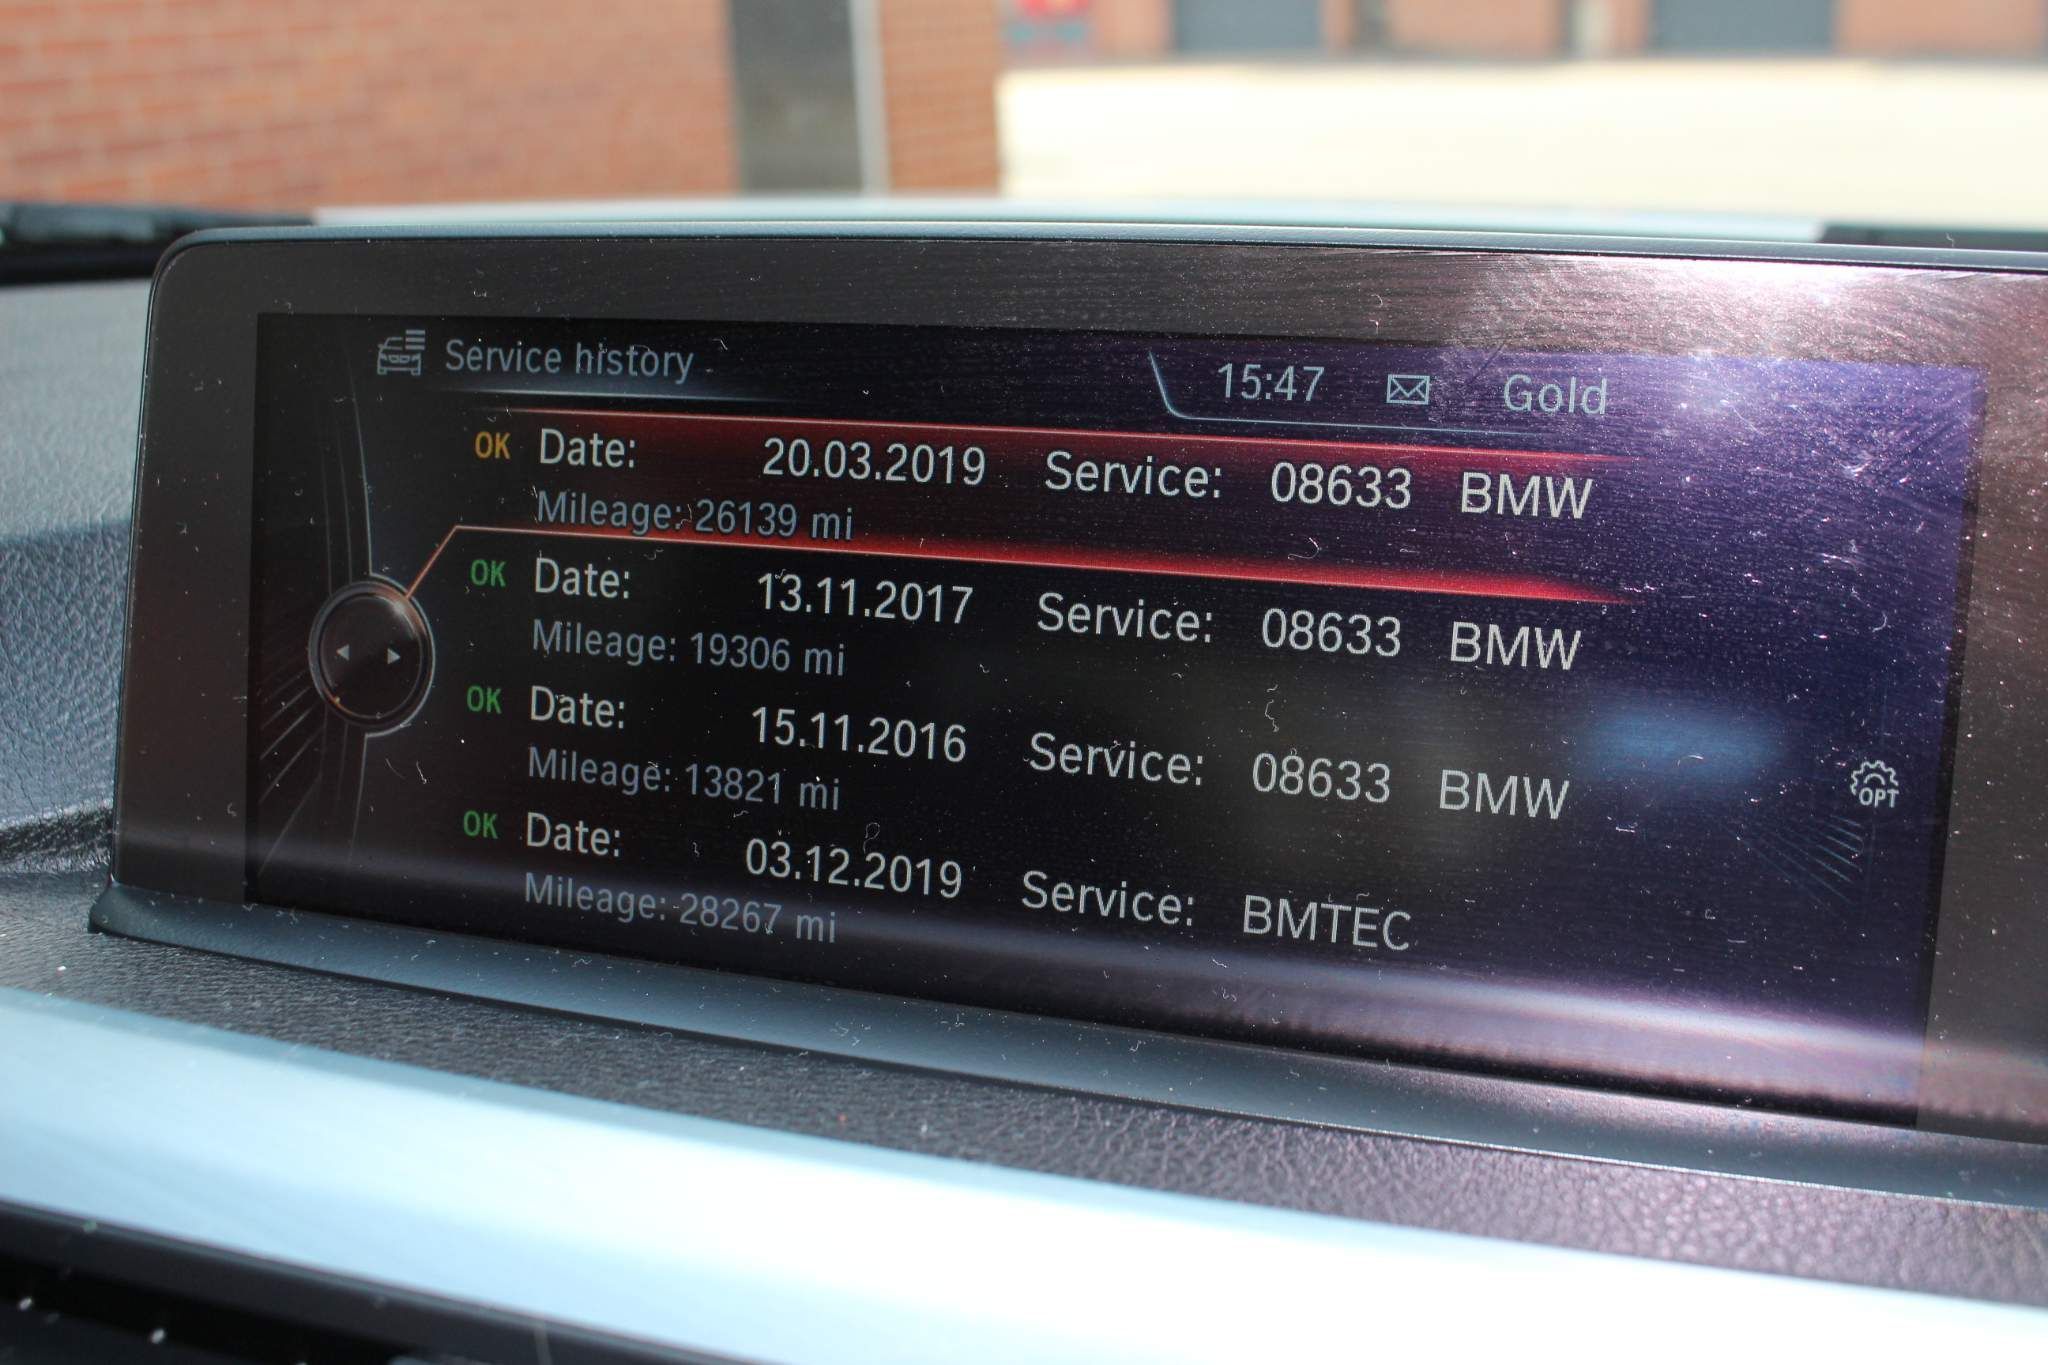 Service history 15:47 Gold
OK Date: 20.03.2019 Service: 08633 BMW
Mileage: 26139 mi
OK Date: 13.11.2017 Service: 08633 BMW
Mileage: 19306 mi
OK Date: 15.11.2016 Service: 08633 BMW
Mileage: 13821 mi
OPT
OK Date: 03.12.2019 Service: BMTEC
Mileage: 28267 mi